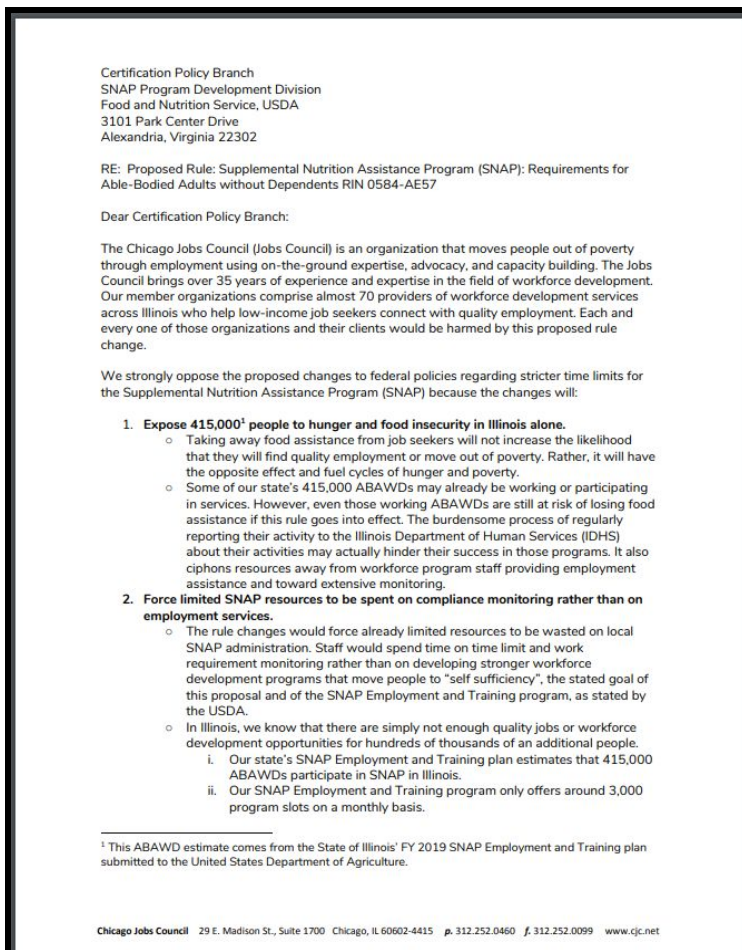 Certification Policy Branch
SNAP Program Development Division
Food and Nutrition Service, USDA
3101 Park Center Drive
Alexandria, Virginia 22302
RE:  Proposed Rule: Supplemental Nutrition Assistance Program (SNAP): Requirements for
Able-Bodied Adults without Dependents RIN 0584-AE57
Dear Certification Policy Branch:
The Chicago Jobs Council (Jobs Council) is an organization that moves people out of poverty
through employment using on-the-ground expertise, advocacy, and capacity building. The Jobs
Council brings over 35 years of experience and expertise in the field of workforce development.
Our member organizations comprise almost 70 providers of workforce development services
across Illinois who help low-income job seekers connect with quality employment. Each and
every one of those organizations and their clients would be harmed by this proposed rule
change.
We strongly oppose the proposed changes to federal policies regarding stricter time limits for
the Supplemental Nutrition Assistance Program (SNAP) because the changes will:
1. Expose 415,000¹ people to hunger and food insecurity in Illinois alone.
○ Taking away food assistance from job seekers will not increase the likelihood
that they will find quality employment or move out of poverty. Rather, it will have
the opposite effect and fuel cycles of hunger and poverty.
○ Some of our state's 415,000 ABAWDs may already be working or participating
in services. However, even those working ABAWDs are still at risk of losing food
assistance if this rule goes into effect. The burdensome process of regularly
reporting their activity to the Illinois Department of Human Services (IDHS)
about their activities may actually hinder their success in those programs. It also
ciphons resources away from workforce program staff providing employment
assistance and toward extensive monitoring.
2. Force limited SNAP resources to be spent on compliance monitoring rather than on
employment services.
○ The rule changes would force already limited resources to be wasted on local
SNAP administration. Staff would spend time on time limit and work
requirement monitoring rather than on developing stronger workforce
development programs that move people to “self sufficiency”, the stated goal of
this proposal and of the SNAP Employment and Training program, as stated by
the USDA.
○ In Illinois, we know that there are simply not enough quality jobs or workforce
development opportunities for hundreds of thousands of an additional people.
i. Our state's SNAP Employment and Training plan estimates that 415,000
ABAWDs participate in SNAP in Illinois.
ii. Our SNAP Employment and Training program only offers around 3,000
program slots on a monthly basis.
¹ This ABAWD estimate comes from the State of Illinois' FY 2019 SNAP Employment and Training plan
submitted to the United States Department of Agriculture.
Chicago Jobs Council 29 E. Madison St., Suite 1700 Chicago, IL 60602-4415 p. 312.252.0460 f. 312.252.0099 www.cjc.net